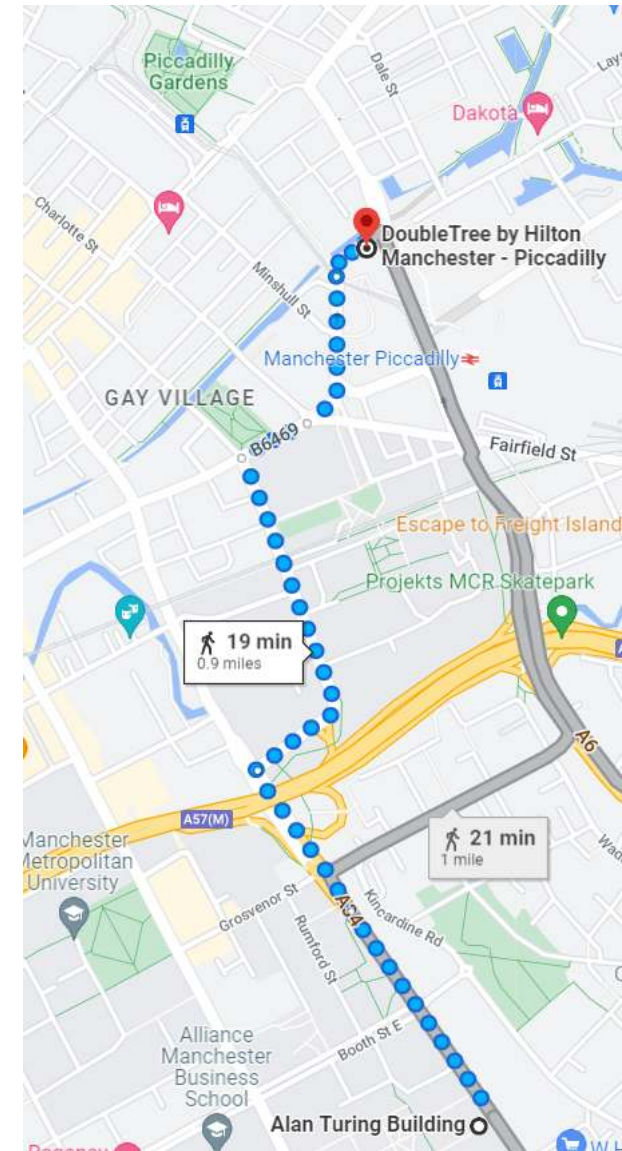 Piccadilly
Gardens
Dale St
Lays
Dakota
Charlotte St
DoubleTree by Hilton
Manchester - Piccadilly
Minshull St
Manchester Piccadilly
GAY VILLAGE
B6469
Fairfield St
Escape to Freight Island
Projekts MCR Skatepark
19 min
0.9 miles
A6
A57(M)
21 min
1 mile
Manchester
Metropolitan
University
Grosvenor St
A34
Kincardine Rd
Rumford St
Booth St E
Alliance
Manchester
Business
School
Alan Turing Building